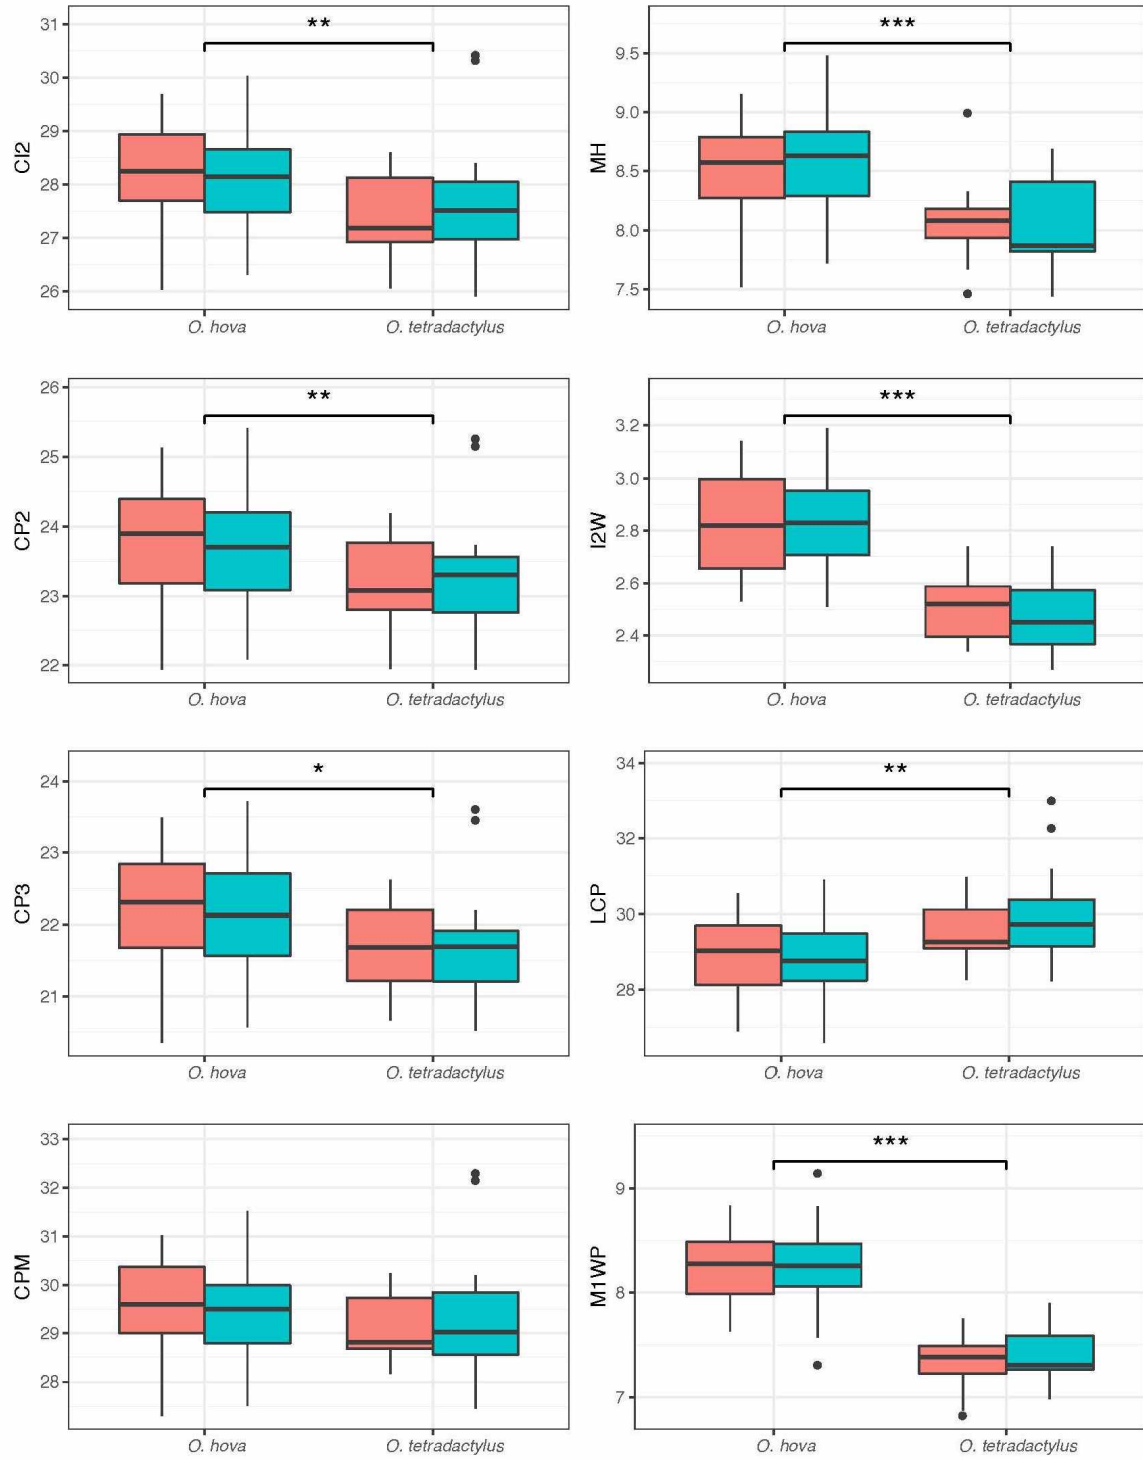 31
**
30
29
28
27
26
CI2
O. hova
O. tetradactylus
***
9.5
9.0
8.5
8.0
7.5
MH
O. hova
O. tetradactylus
26
**
25
24
23
22
CP2
O. hova
O. tetradactylus
***
3.2
3.0
2.8
2.6
2.4
I2W
O. hova
O. tetradactylus
24
*
23
22
21
CP3
O. hova
O. tetradactylus
34
**
32
30
28
LCP
O. hova
O. tetradactylus
33
32
31
30
29
28
CPM
O. hova
O. tetradactylus
***
9
8
7
M1WP
O. hova
O. tetradactylus